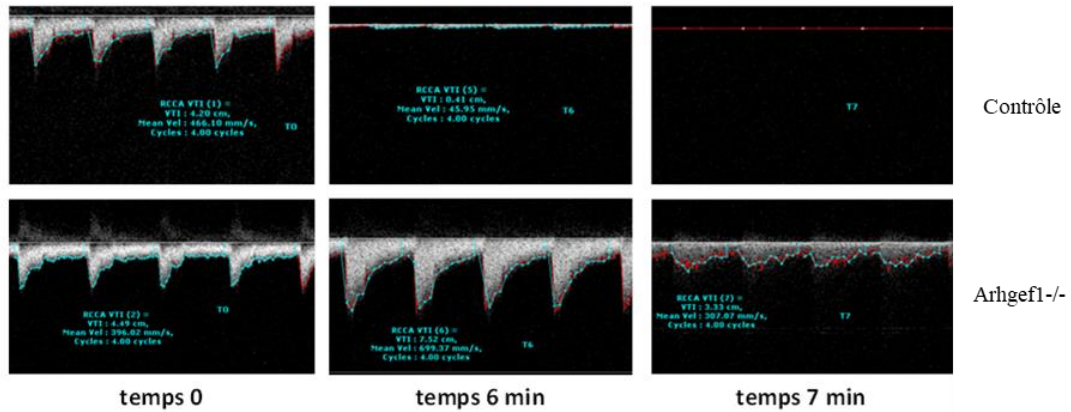 RCCA VTI (1) =
VTI : 4.20 cm,
Mean Vel : 466.10 mm/s,
Cycles : 4.00 cycles
T0
RCCA VTI (5) =
VTI : 0.41 cm,
Mean Vel : 45.95 mm/s,
Cycles : 4.00 cycles
T6
T7
Contrôle
RCCA VTI (2) =
VTI : 4.49 cm,
Mean Vel : 396.02 mm/s,
Cycles : 4.00 cycles
T0
RCCA VTI (6) =
VTI : 7.52 cm,
Mean Vel : 699.37 mm/s,
Cycles : 4.00 cycles
T6
RCCA VTI (7) =
VTI : 3.33 cm,
Mean Vel : 307.07 mm/s,
Cycles : 4.00 cycles
T7
Arhgef1-/-
temps 0
temps 6 min
temps 7 min